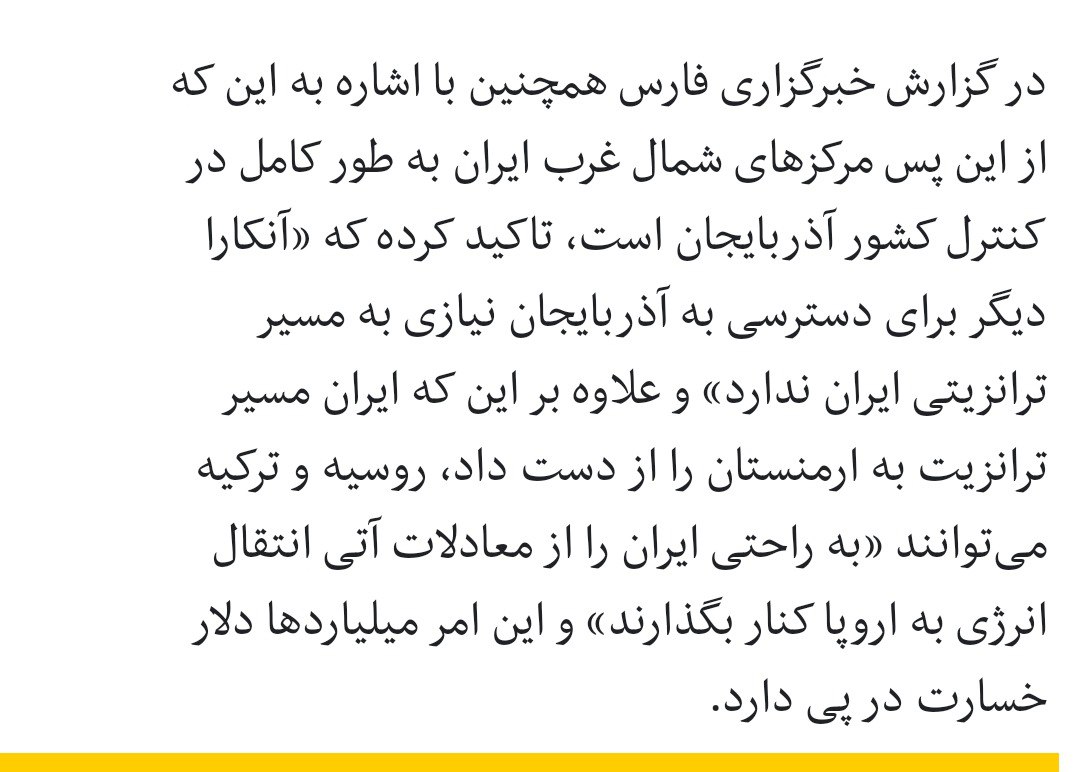 در گزارش خبرگزاری فارس همچنین با اشاره به این که
از این پس مرکزهای شمال غرب ایران به طور کامل در
کنترل کشور آذربایجان است، تاکید کرده که «آنکارا
دیگر برای دسترسی به آذربایجان نیازی به مسیر
ترانزیتی ایران ندارد» و علاوه بر این که ایران مسیر
ترانزیت به ارمنستان را از دست داد، روسیه و ترکیه
می‌توانند «به راحتی ایران را از معادلات آتی انتقال
انرژی به اروپا کنار بگذارند» و این امر میلیاردها دلار
خسارت در پی دارد.